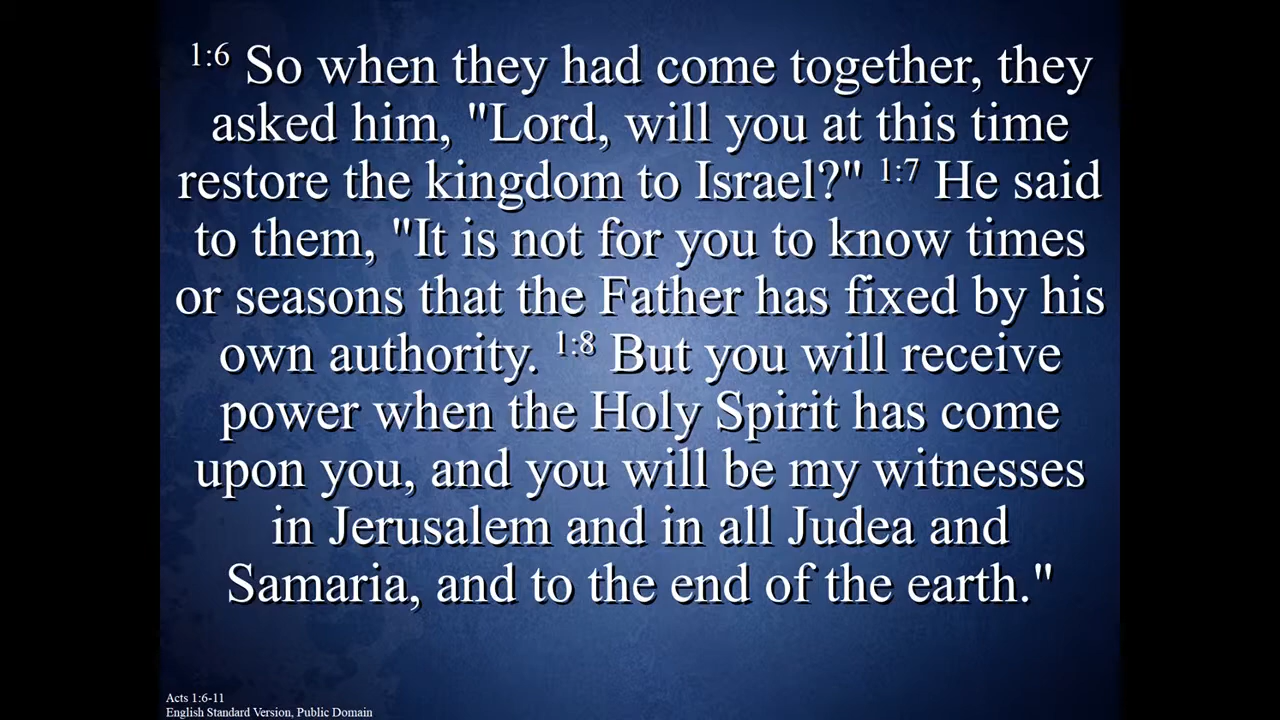 1:6 So when they had come together, they
asked him, "Lord, will you at this time
restore the kingdom to Israel?" 1:7 He said
to them, "It is not for you to know times
or seasons that the Father has fixed by his
own authority. 1:8 But you will receive
power when the Holy Spirit has come
upon you, and you will be my witnesses
in Jerusalem and in all Judea and
Samaria, and to the end of the earth."
Acts 1:6-11
English Standard Version, Public Domain